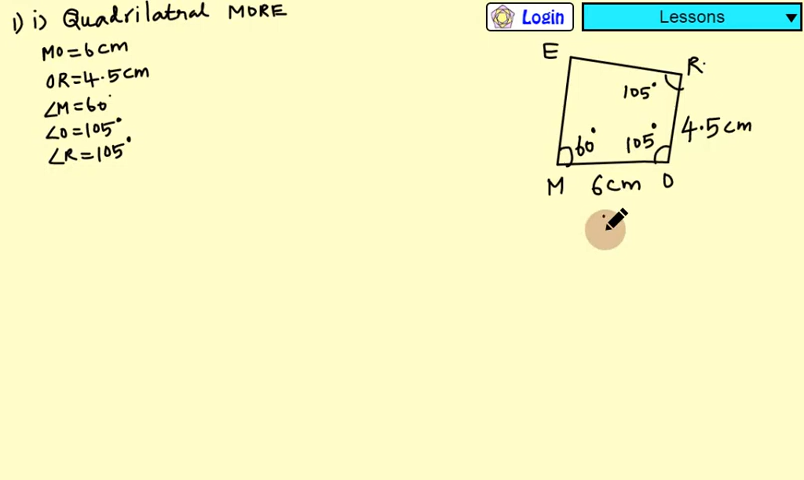 1) i) Quadrilatral MORE
MO=6cm
OR=4.5cm
∠M=60°
∠O=105°
∠R=105°
Login
Lessons
E
R.
105°
60°
105°
4.5cm
M 6cm O